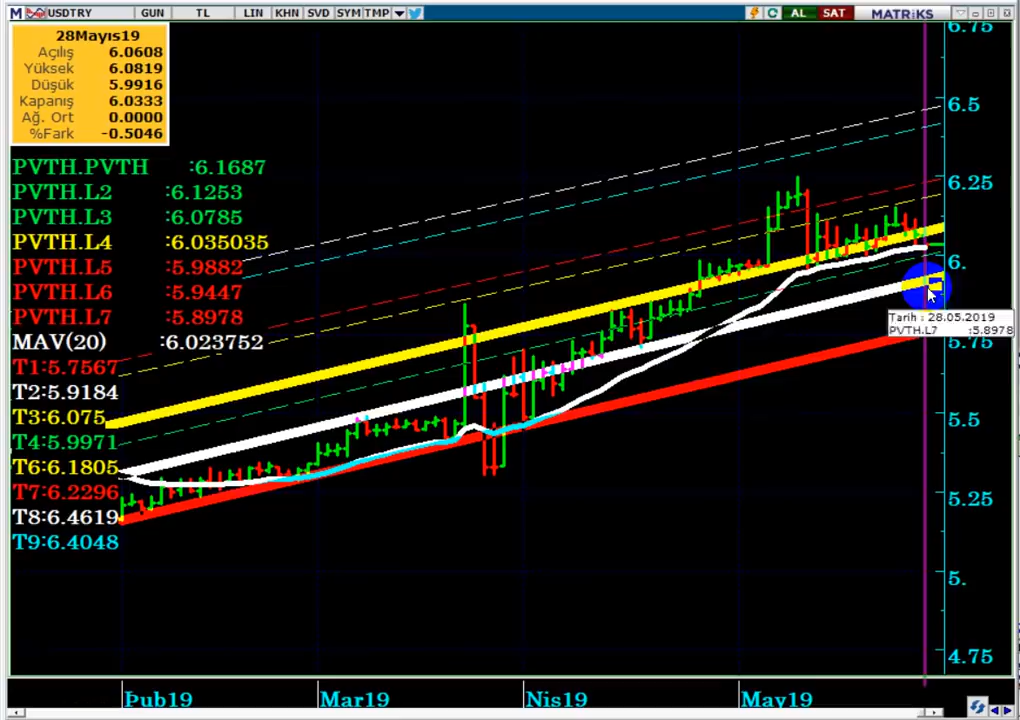 M USDTRY GUN TL LIN KHN SVD SYM TMP AL SAT MATRiKS
28Mayıs19
Açılış 6.0608
Yüksek 6.0819
Düşük 5.9916
Kapanış 6.0333
Ağ. Ort 0.0000
%Fark -0.5046
PVTH.PVTH :6.1687
PVTH.L2 :6.1253
PVTH.L3 :6.0785
PVTH.L4 :6.035035
PVTH.L5 :5.9882
PVTH.L6 :5.9447
PVTH.L7 :5.8978
MAV(20) :6.023752
T1:5.7567
T2:5.9184
T3:6.075
T4:5.9971
T6:6.1805
T7:6.2296
T8:6.4619
T9:6.4048
6.75
6.5
6.25
6.
5.75
5.5
5.25
5.
4.75
Tarih : 28.05.2019
PVTH.L7 :5.8978
Þub19 Mar19 Nis19 May19